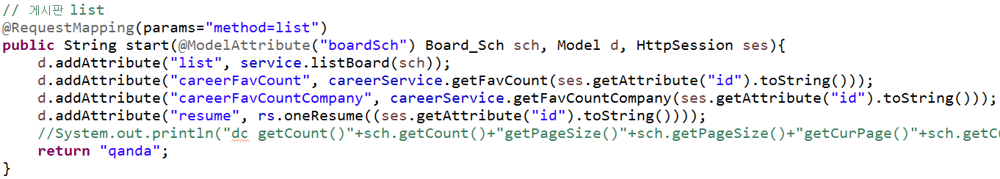 // 게시판 list
@RequestMapping(params="method=list")
public String start(@ModelAttribute("boardSch") Board_Sch sch, Model d, HttpSession ses){
d.addAttribute("list", service.listBoard(sch));
d.addAttribute("careerFavCount", careerService.getFavCount(ses.getAttribute("id").toString()));
d.addAttribute("careerFavCountCompany", careerService.getFavCountCompany(ses.getAttribute("id").toString()));
d.addAttribute("resume", rs.oneResume((ses.getAttribute("id").toString())));
//System.out.println("dc getCount()"+sch.getCount()+"getPageSize()"+sch.getPageSize()+"getCurPage()"+sch.getCu
return "qanda";
}